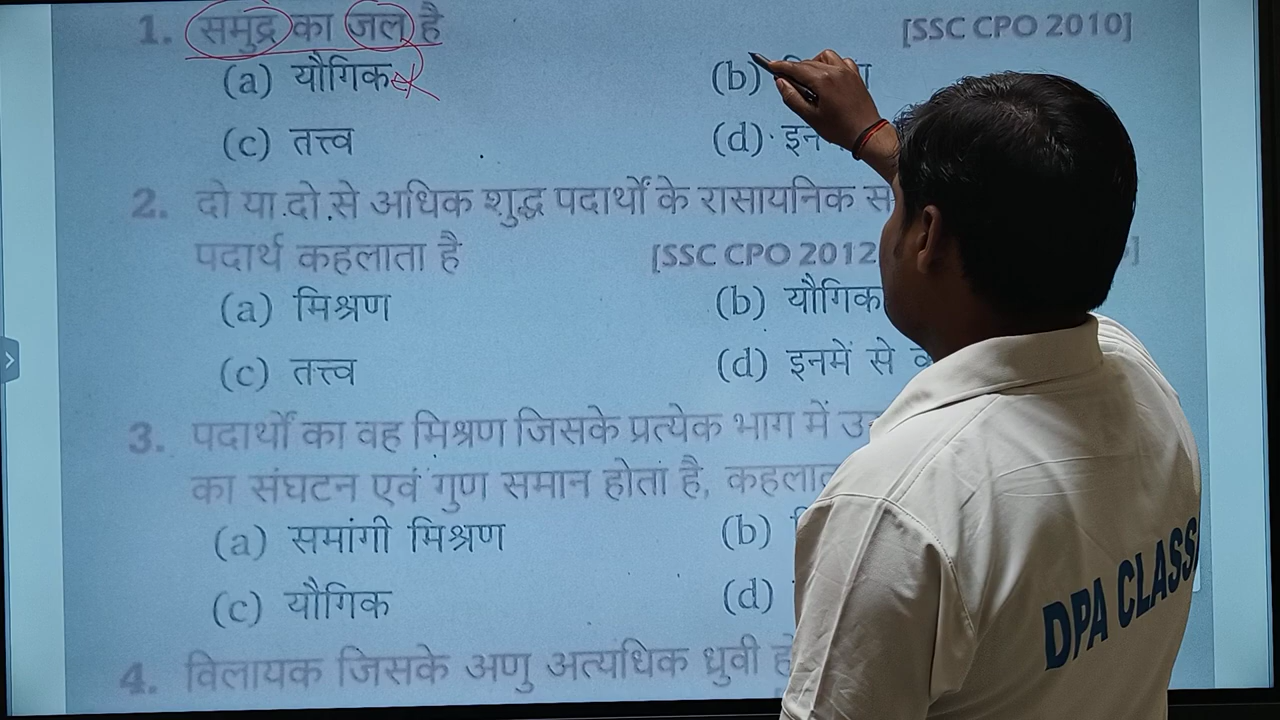 1. समुद्र का जल है [SSC CPO 2010]
(a) यौगिक (b)
(c) तत्त्व (d)
2. दो या दो से अधिक शुद्ध पदार्थों के रासायनिक
पदार्थ कहलाता है [SSC CPO 2012
(a) मिश्रण (b) यौगिक
(c) तत्त्व (d) इनमें से
3. पदार्थों का वह मिश्रण जिसके प्रत्येक भाग में
का संघटन एवं गुण समान होता है,
(a) समांगी मिश्रण (b)
(c) यौगिक (d)
4. विलायक जिसके अणु अत्यधिक ध्रुवी
DPA CLASS